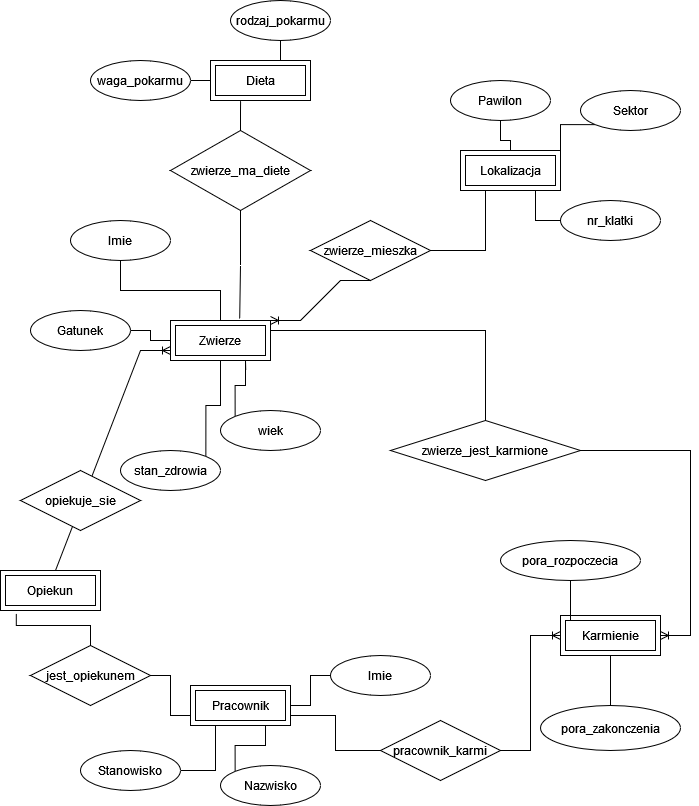 rodzaj_pokarmu
waga_pokarmu
Dieta
Pawilon
Sektor
zwierze_ma_diete
Lokalizacja
nr_klatki
Imie
zwierze_mieszka
Gatunek
Zwierze
wiek
zwierze_jest_karmione
stan_zdrowia
opiekuje_sie
pora_rozpoczecia
Opiekun
Karmienie
jest_opiekunem
Imie
Pracownik
pora_zakonczenia
pracownik_karmi
Stanowisko
Nazwisko